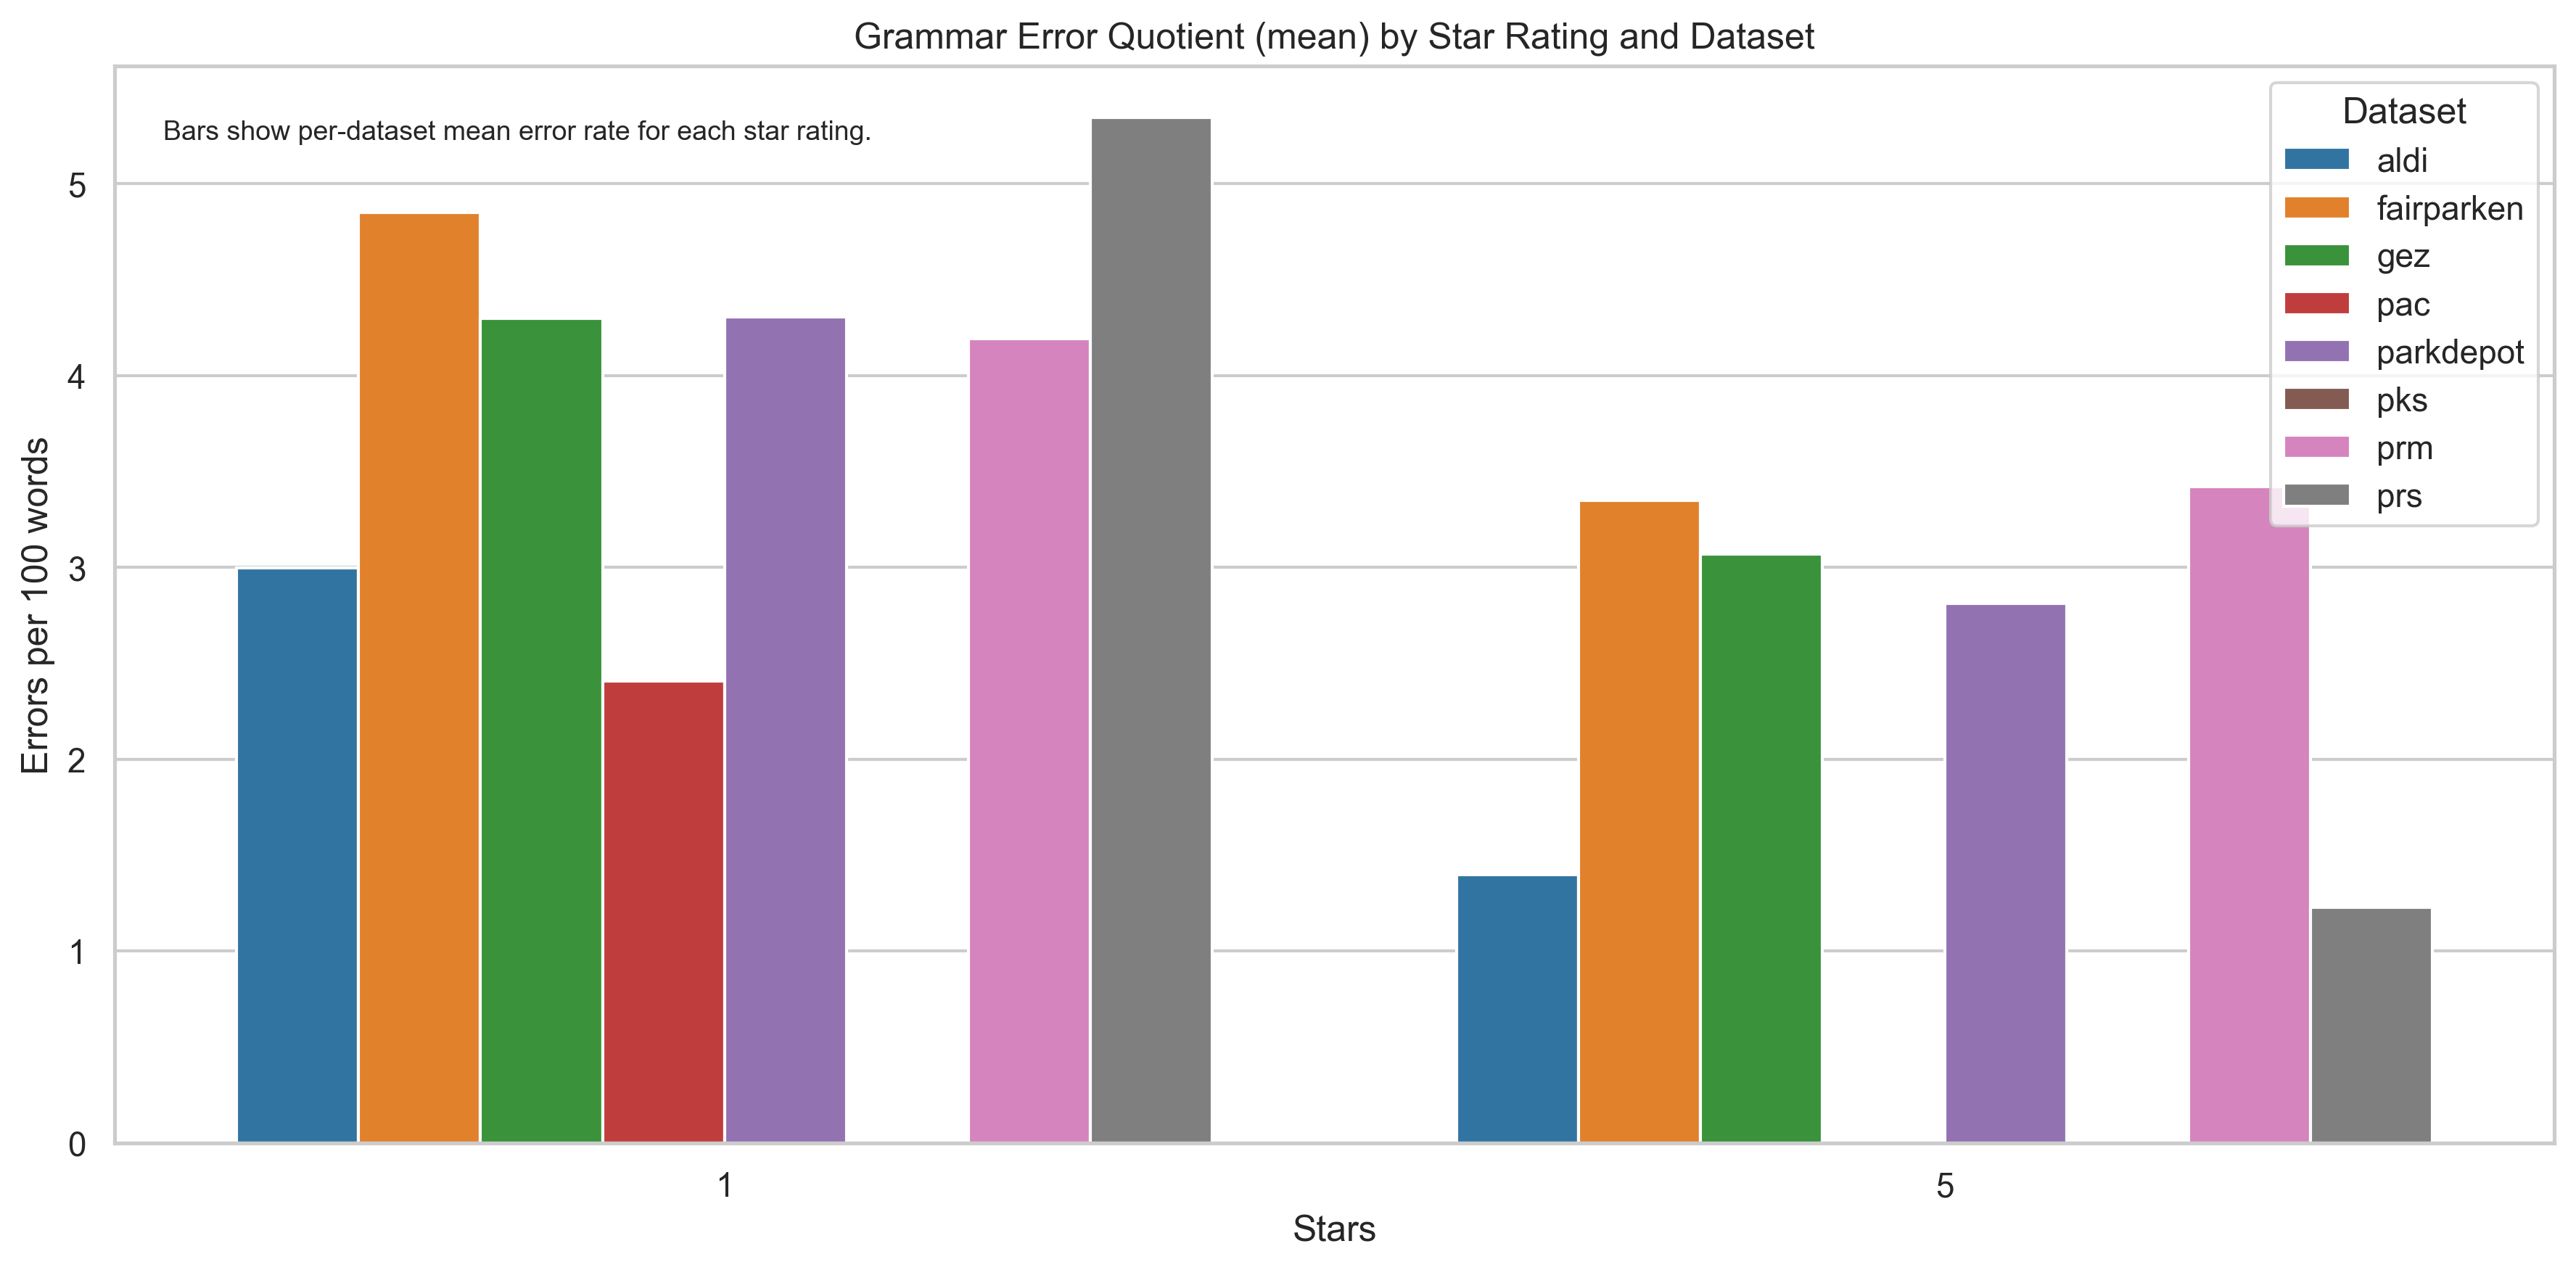 Grammar Error Quotient (mean) by Star Rating and Dataset
Bars show per-dataset mean error rate for each star rating.
Dataset
aldi
fairparken
gez
pac
parkdepot
pks
prm
prs
Errors per 100 words
5
4
3
2
1
0
1
5
Stars